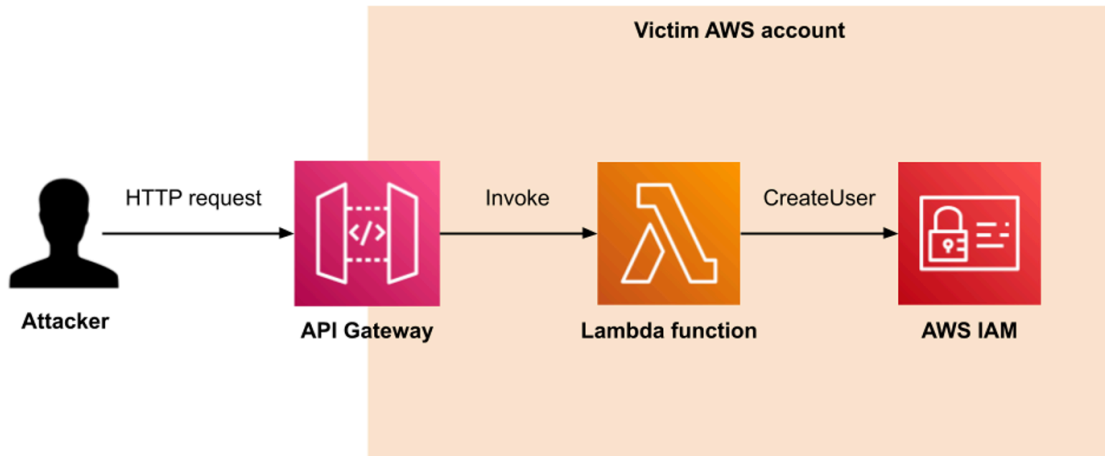 Victim AWS account
HTTP request
Invoke
CreateUser
</>
Attacker
API Gateway
Lambda function
AWS IAM